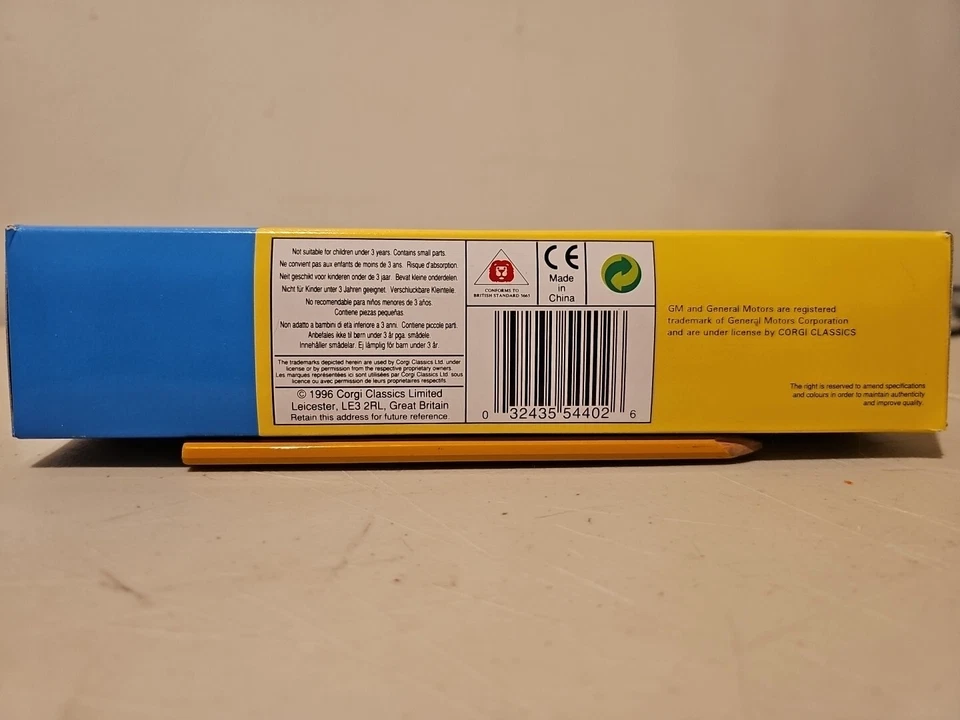 Not suitable for children under 3 years. Contains small parts.
Ne convient pas aux enfants de moins de 3 ans. Risque d'absorption.
Neit geschikt voor kinderen onder de 3 jaar. Bevat kleine onderdelen.
Nicht für Kinder unter 3 Jahren geeignet. Verschluckbare Kleinteile.
No recomendable para niños menores de 3 años.
Contiene piezas pequeñas.
Non adatto a bambini di età inferiore a 3 anni. Contiene piccole parti.
Anbefales ikke til børn under 3 år pga. smådele.
Innehåller smådelar. Ej lämplig för barn under 3 år.
The trademarks depicted herein are used by Corgi Classics Ltd. under
license or by permission from the respective proprietary owners.
Les marques représentées ici sont utilisées par Corgi Classics Ltd. sous
licence ou avec permission de leurs proprietaires respectifs
© 1996 Corgi Classics Limited
Leicester, LE3 2RL, Great Britain
Retain this address for future reference.
CONFORMS TO
BRITISH STANDARD 5665
CE
Made
in
China
0 32435 54402 6
GM and General Motors are registered
trademark of General Motors Corporation
and are under license by CORGI CLASSICS
The right is reserved to amend specifications
and colours in order to maintain authenticity
and improve quality.